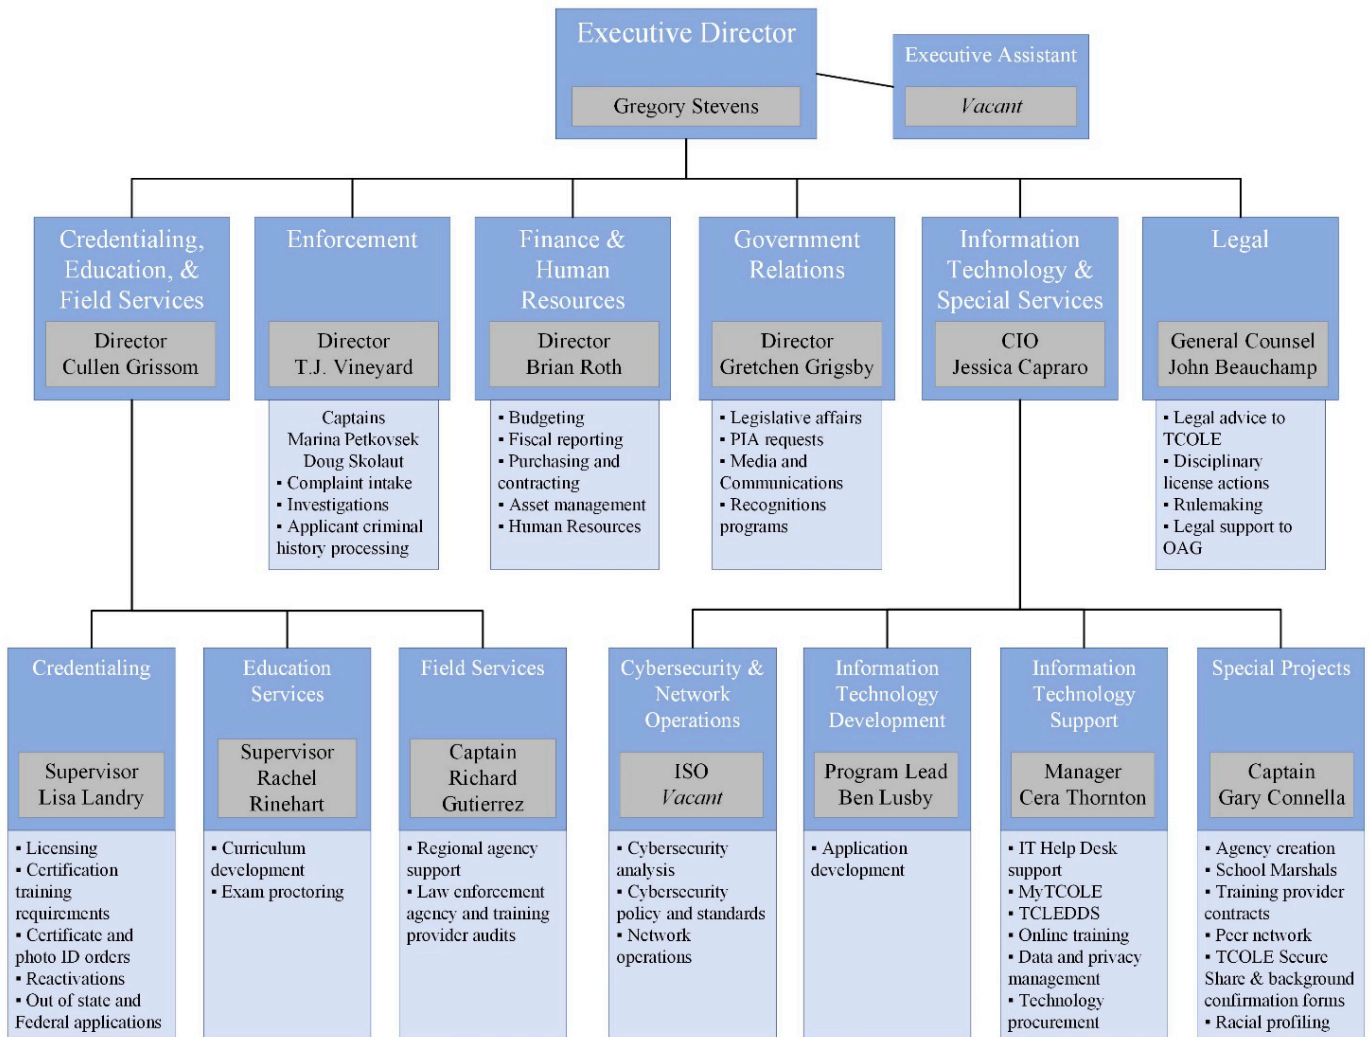 Executive Director
Gregory Stevens
Executive Assistant
Vacant
Credentialing,
Education, &
Field Services
Director
Cullen Grissom
Enforcement
Director
T.J. Vineyard
Captains
Marina Petkovsek
Doug Skolaut
▪ Complaint intake
▪ Investigations
▪ Applicant criminal
history processing
Finance &
Human
Resources
Director
Brian Roth
▪ Budgeting
▪ Fiscal reporting
▪ Purchasing and
contracting
▪ Asset management
▪ Human Resources
Government
Relations
Director
Gretchen Grigsby
▪ Legislative affairs
▪ PIA requests
▪ Media and
Communications
▪ Recognitions
programs
Information
Technology &
Special Services
CIO
Jessica Capraro
Legal
General Counsel
John Beauchamp
▪ Legal advice to
TCOLE
▪ Disciplinary
license actions
▪ Rulemaking
▪ Legal support to
OAG
Credentialing
Supervisor
Lisa Landry
▪ Licensing
▪ Certification
training
requirements
▪ Certificate and
photo ID orders
▪ Reactivations
▪ Out of state and
Federal applications
Education
Services
Supervisor
Rachel
Rinehart
▪ Curriculum
development
▪ Exam proctoring
Field Services
Captain
Richard
Gutierrez
▪ Regional agency
support
▪ Law enforcement
agency and training
provider audits
Cybersecurity &
Network
Operations
ISO
Vacant
▪ Cybersecurity
analysis
▪ Cybersecurity
policy and standards
▪ Network
operations
Information
Technology
Development
Program Lead
Ben Lusby
▪ Application
development
Information
Technology
Support
Manager
Cera Thornton
▪ IT Help Desk
support
▪ MyTCOLE
▪ TCLEDDS
▪ Online training
▪ Data and privacy
management
▪ Technology
procurement
Special Projects
Captain
Gary Connella
▪ Agency creation
▪ School Marshals
▪ Training provider
contracts
▪ Peer network
▪ TCOLE Secure
Share & background
confirmation forms
▪ Racial profiling